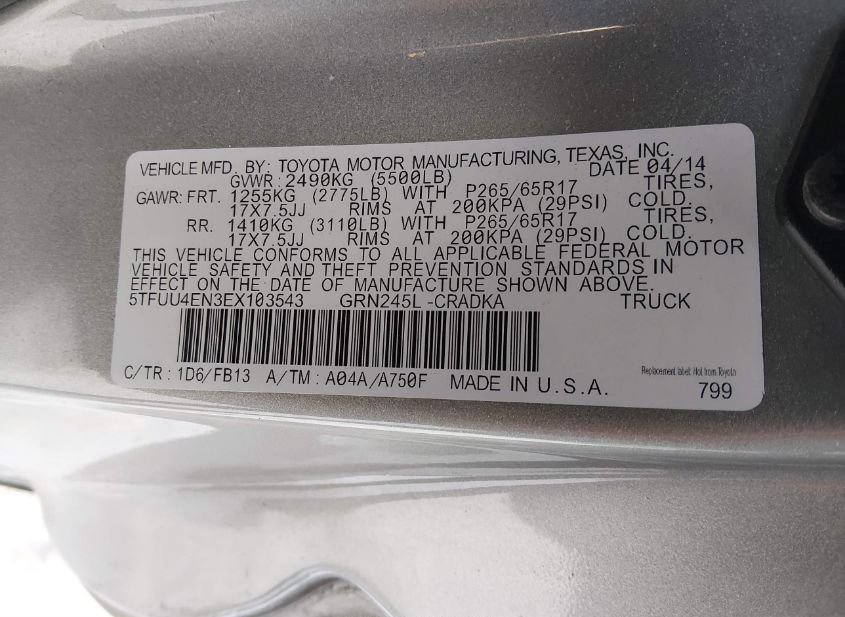 VEHICLE MFD. BY: TOYOTA MOTOR MANUFACTURING, TEXAS, INC.
GVWR: 2490KG (5500LB) DATE 04/14
GAWR: FRT. 1255KG (2775LB) WITH P265/65R17 TIRES,
17X7.5JJ RIMS AT 200KPA (29PSI) COLD.
RR. 1410KG (3110LB) WITH P265/65R17 TIRES,
17X7.5JJ RIMS AT 200KPA (29PSI) COLD.
THIS VEHICLE CONFORMS TO ALL APPLICABLE FEDERAL MOTOR
VEHICLE SAFETY AND THEFT PREVENTION STANDARDS IN
EFFECT ON THE DATE OF MANUFACTURE SHOWN ABOVE.
5TFUU4EN3EX103543 GRN245L-CRADKA TRUCK
Replacement label: Not from Toyota
C/TR: 1D6/FB13 A/TM: A04A/A750F MADE IN U.S.A. 799